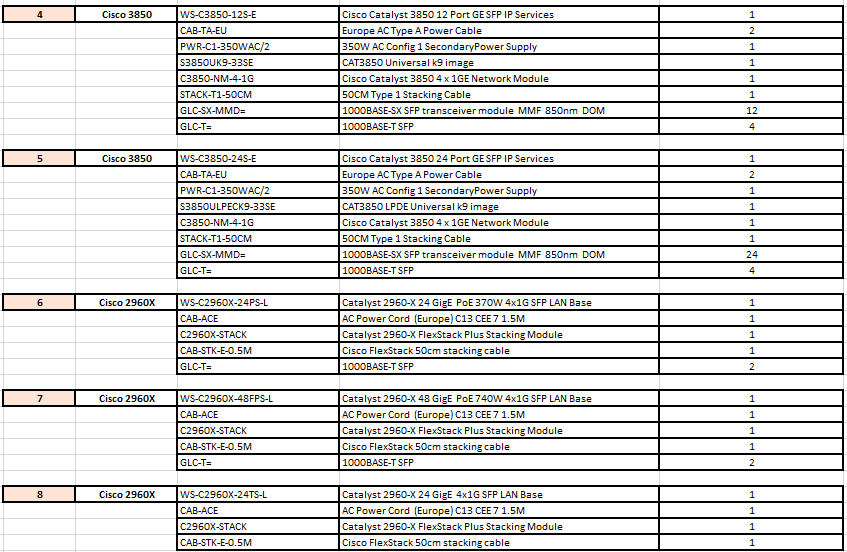 4 Cisco 3850 WS-C3850-12S-E Cisco Catalyst 3850 12 Port GE SFP IP Services 1
CAB-TA-EU Europe AC Type A Power Cable 2
PWR-C1-350WAC/2 350W AC Config 1 SecondaryPower Supply 1
S3850UK9-33SE CAT3850 Universal k9 image 1
C3850-NM-4-1G Cisco Catalyst 3850 4 x 1GE Network Module 1
STACK-T1-50CM 50CM Type 1 Stacking Cable 1
GLC-SX-MMD= 1000BASE-SX SFP transceiver module MMF 850nm DOM 12
GLC-T= 1000BASE-T SFP 4
5 Cisco 3850 WS-C3850-24S-E Cisco Catalyst 3850 24 Port GE SFP IP Services 1
CAB-TA-EU Europe AC Type A Power Cable 2
PWR-C1-350WAC/2 350W AC Config 1 SecondaryPower Supply 1
S3850ULPECK9-33SE CAT3850 LPDE Universal k9 image 1
C3850-NM-4-1G Cisco Catalyst 3850 4 x 1GE Network Module 1
STACK-T1-50CM 50CM Type 1 Stacking Cable 1
GLC-SX-MMD= 1000BASE-SX SFP transceiver module MMF 850nm DOM 24
GLC-T= 1000BASE-T SFP 4
6 Cisco 2960X WS-C2960X-24PS-L Catalyst 2960-X 24 GigE PoE 370W 4x1G SFP LAN Base 1
CAB-ACE AC Power Cord (Europe) C13 CEE 7 1.5M 1
C2960X-STACK Catalyst 2960-X FlexStack Plus Stacking Module 1
CAB-STK-E-0.5M Cisco FlexStack 50cm stacking cable 1
GLC-T= 1000BASE-T SFP 2
7 Cisco 2960X WS-C2960X-48FPS-L Catalyst 2960-X 48 GigE PoE 740W 4x1G SFP LAN Base 1
CAB-ACE AC Power Cord (Europe) C13 CEE 7 1.5M 1
C2960X-STACK Catalyst 2960-X FlexStack Plus Stacking Module 1
CAB-STK-E-0.5M Cisco FlexStack 50cm stacking cable 1
GLC-T= 1000BASE-T SFP 2
8 Cisco 2960X WS-C2960X-24TS-L Catalyst 2960-X 24 GigE 4x1G SFP LAN Base 1
CAB-ACE AC Power Cord (Europe) C13 CEE 7 1.5M 1
C2960X-STACK Catalyst 2960-X FlexStack Plus Stacking Module 1
CAB-STK-E-0.5M Cisco FlexStack 50cm stacking cable 1